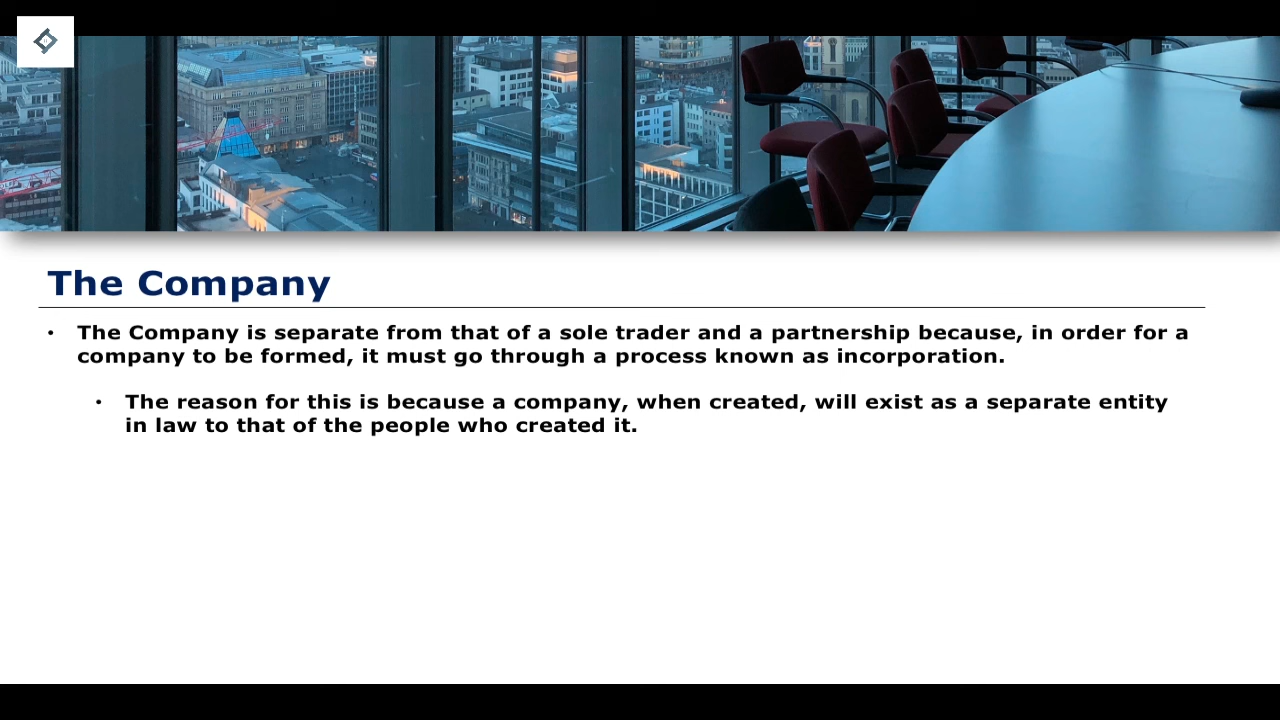 The Company
• The Company is separate from that of a sole trader and a partnership because, in order for a
company to be formed, it must go through a process known as incorporation.
• The reason for this is because a company, when created, will exist as a separate entity
in law to that of the people who created it.